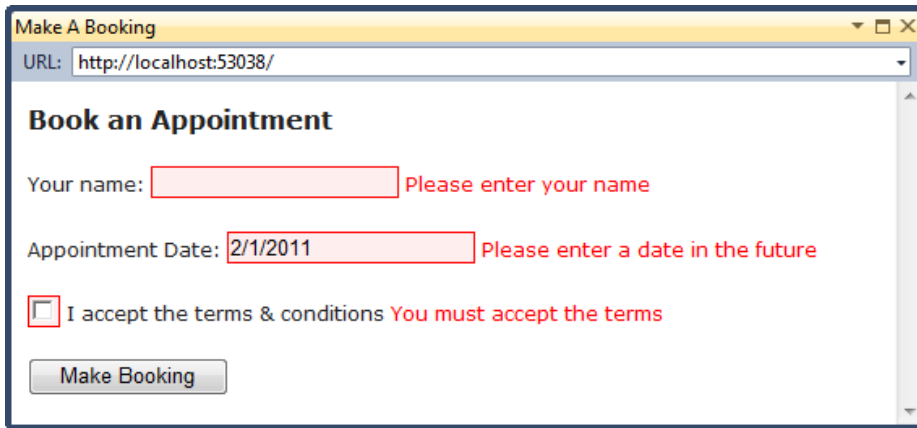 Make A Booking
URL: http://localhost:53038/
Book an Appointment
Your name: Please enter your name
Appointment Date: 2/1/2011 Please enter a date in the future
I accept the terms & conditions You must accept the terms
Make Booking